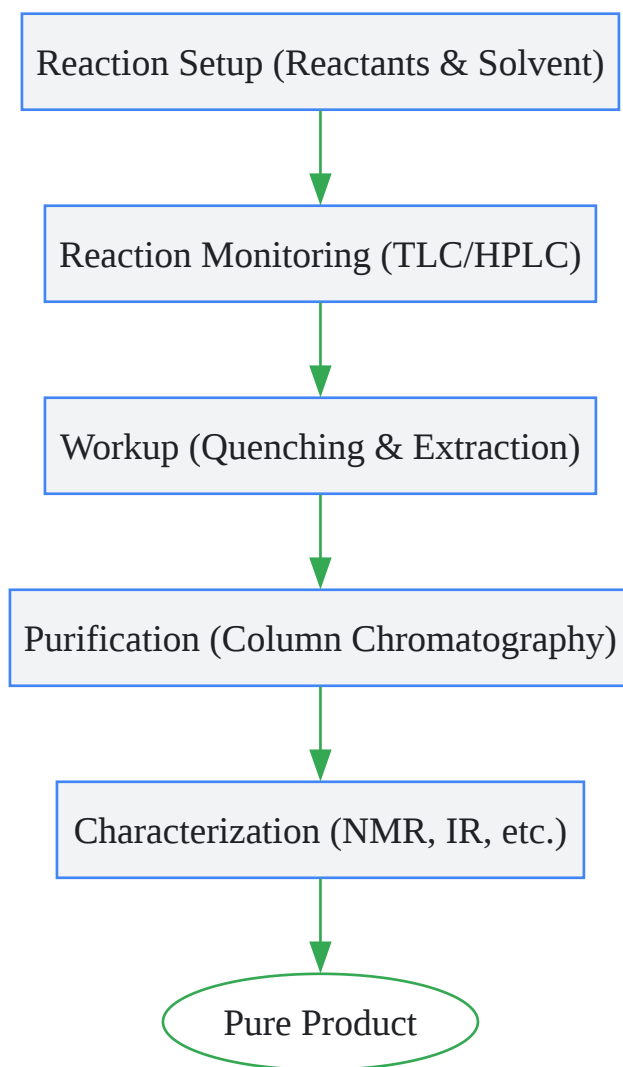 Reaction Setup (Reactants & Solvent)
Reaction Monitoring (TLC/HPLC)
Workup (Quenching & Extraction)
Purification (Column Chromatography)
Characterization (NMR, IR, etc.)
Pure Product